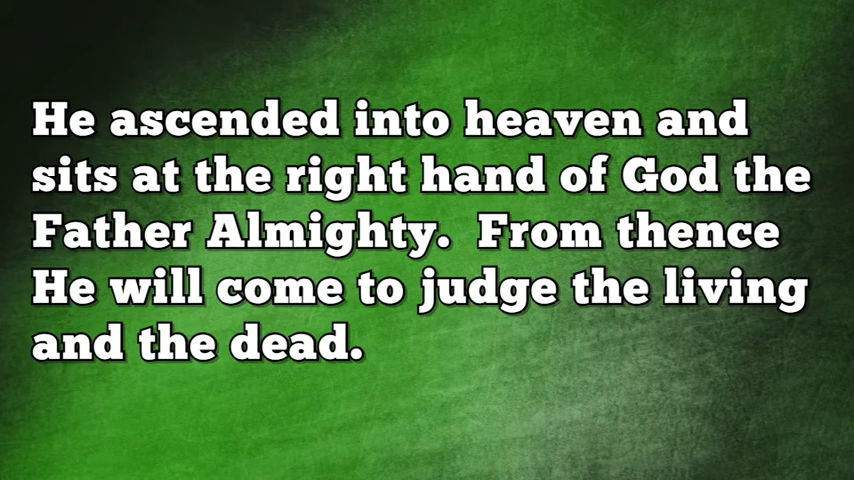 He ascended into heaven and
sits at the right hand of God the
Father Almighty.  From thence
He will come to judge the living
and the dead.